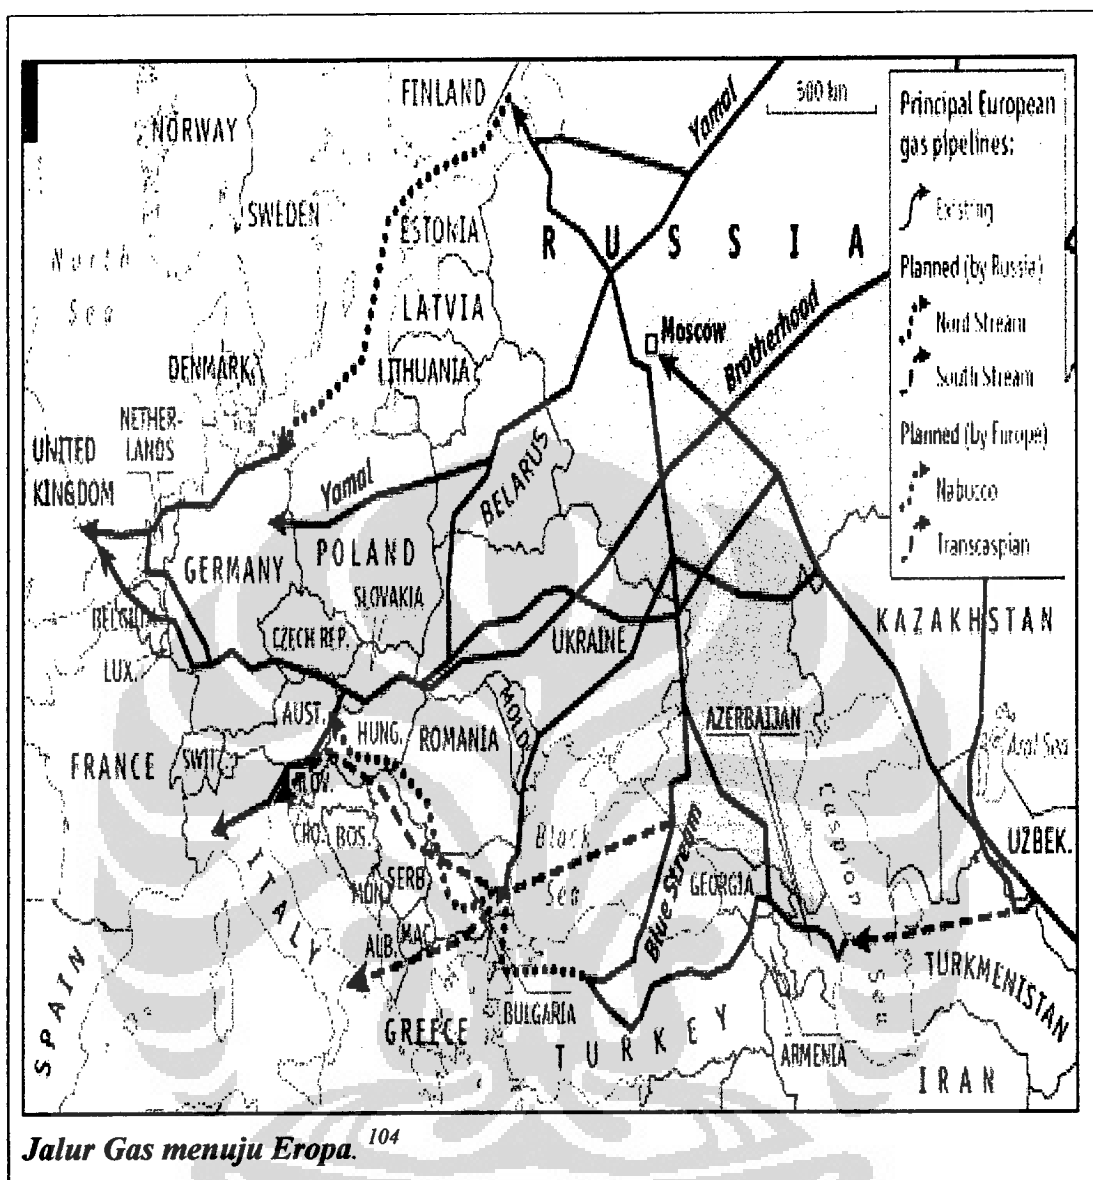 FINLAND
NORWAY
SWEDEN
ESTONIA
LATVIA
LITHUANIA
North
Sea
DENMARK
NETHER-
LANDS
UNITED
KINGDOM
Yamal
500 km
Principal European
gas pipelines:
Existing
Planned (by Russia)
Nord Stream
South Stream
Planned (by Europe)
Nabucco
Transcaspian
RUSSIA
Moscow
Brotherhood
Yamal
BELARUS
GERMANY
POLAND
SLOVAKIA
CZECH REP.
UKRAINE
KAZAKHSTAN
LUX.
AUST.
HUNG.
ROMANIA
MOLD.
AZERBAIJAN
Aral Sea
FRANCE
SWIT.
CRO.
BOS.
Black
Sea
Caspian
Sea
UZBEK.
ITALY
MON.
SERB.
Blue Stream
GEORGIA
ALB.
MAC.
TURKMENISTAN
SPAIN
GREECE
BULGARIA
TURKEY
ARMENIA
IRAN
Jalur Gas menuju Eropa. 104